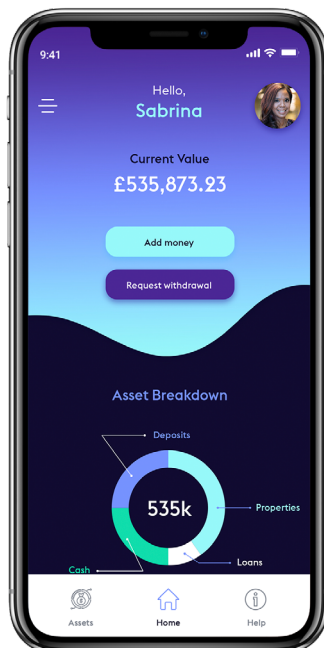 9:41
Hello,
Sabrina
Current Value
£535,873.23
Add money
Request withdrawal
Asset Breakdown
Deposits
535k
Properties
Loans
Cash
Assets
Home
Help